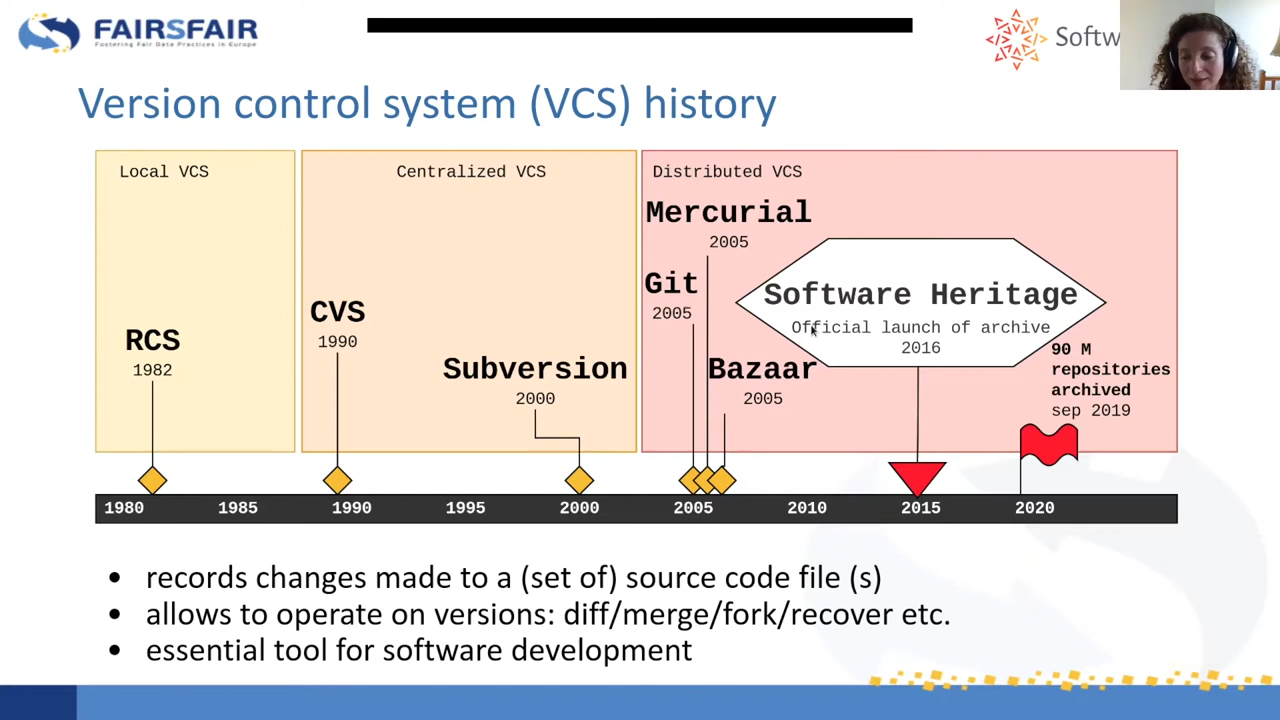 FAIRSFAIR
Fostering Fair Data Practices in Europe
Softw
Version control system (VCS) history
Local VCS
Centralized VCS
Distributed VCS
Mercurial
2005
Git
2005
Software Heritage
Official launch of archive
2016
CVS
1990
RCS
1982
Subversion
2000
Bazaar
2005
90 M
repositories
archived
sep 2019
1980 1985 1990 1995 2000 2005 2010 2015 2020
• records changes made to a (set of) source code file (s)
• allows to operate on versions: diff/merge/fork/recover etc.
• essential tool for software development